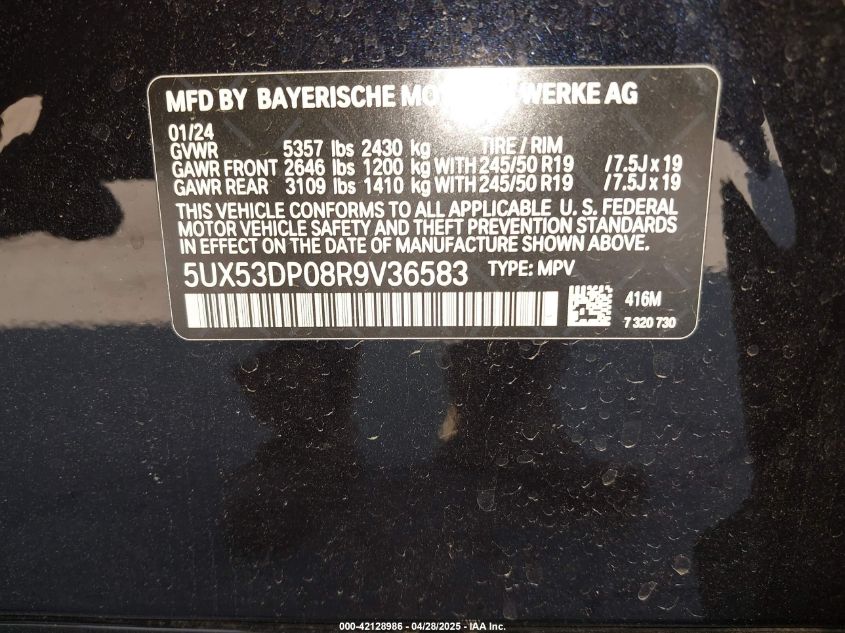 MFD BY BAYERISCHE MO WERKE AG
01/24
GVWR 5357 lbs 2430 kg TIRE / RIM
GAWR FRONT 2646 lbs 1200 kg WITH 245/50 R19 /7.5J x 19
GAWR REAR 3109 lbs 1410 kg WITH 245/50 R19 /7.5J x 19
THIS VEHICLE CONFORMS TO ALL APPLICABLE U. S. FEDERAL
MOTOR VEHICLE SAFETY AND THEFT PREVENTION STANDARDS
IN EFFECT ON THE DATE OF MANUFACTURE SHOWN ABOVE.
5UX53DP08R9V36583 TYPE: MPV
416M
7 320 730
000-42128986 - 04/28/2025 - IAA Inc.